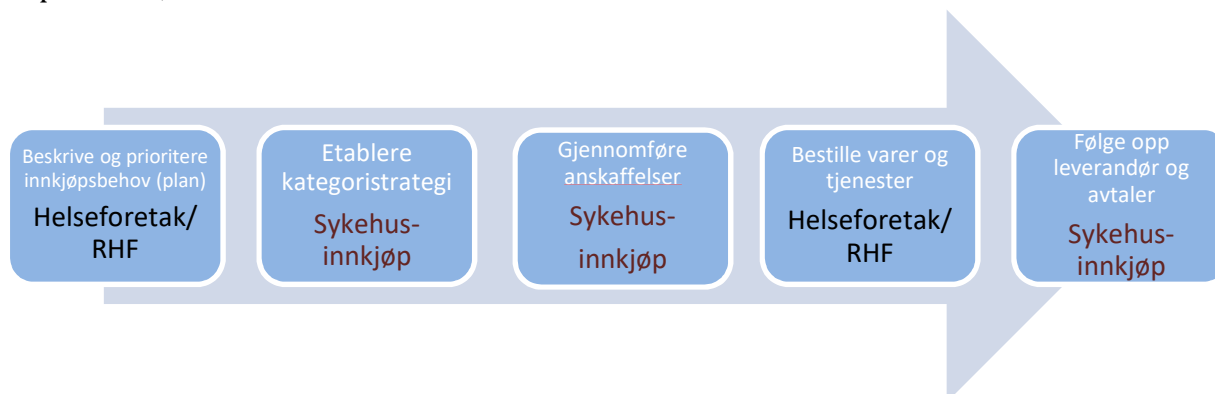 Beskrive og prioritere
innkjøpsbehov (plan)
Helseforetak/
RHF
Etablere
kategoristrategi
Sykehus-
innkjøp
Gjennomføre
anskaffelser
Sykehus-
innkjøp
Bestille varer og
tjenester
Helseforetak/
RHF
Følge opp
leverandør og
avtaler
Sykehus-
innkjøp